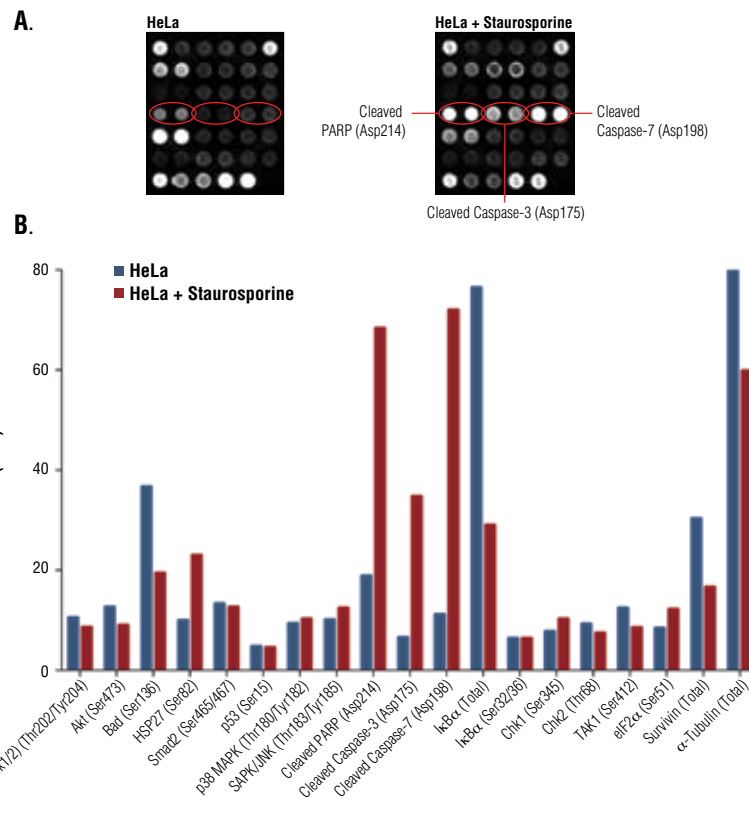 A.
HeLa
HeLa + Staurosporine
Cleaved
PARP (Asp214)
Cleaved
Caspase-7 (Asp198)
Cleaved Caspase-3 (Asp175)
B.
HeLa
HeLa + Staurosporine
80
60
40
20
0
(Thr202/Tyr204)
Akt (Ser473)
Bad (Ser136)
HSP27 (Ser82)
Smad2 (Ser465/467)
p53 (Ser15)
p38 MAPK (Thr180/Tyr182)
SAPK/JNK (Thr183/Tyr185)
Cleaved PARP (Asp214)
Cleaved Caspase-3 (Asp175)
Cleaved Caspase-7 (Asp198)
IκBα (Total)
IκBα (Ser32/36)
Chk1 (Ser345)
Chk2 (Thr68)
TAK1 (Ser412)
eIF2α (Ser51)
Survivin (Total)
α-Tubulin (Total)